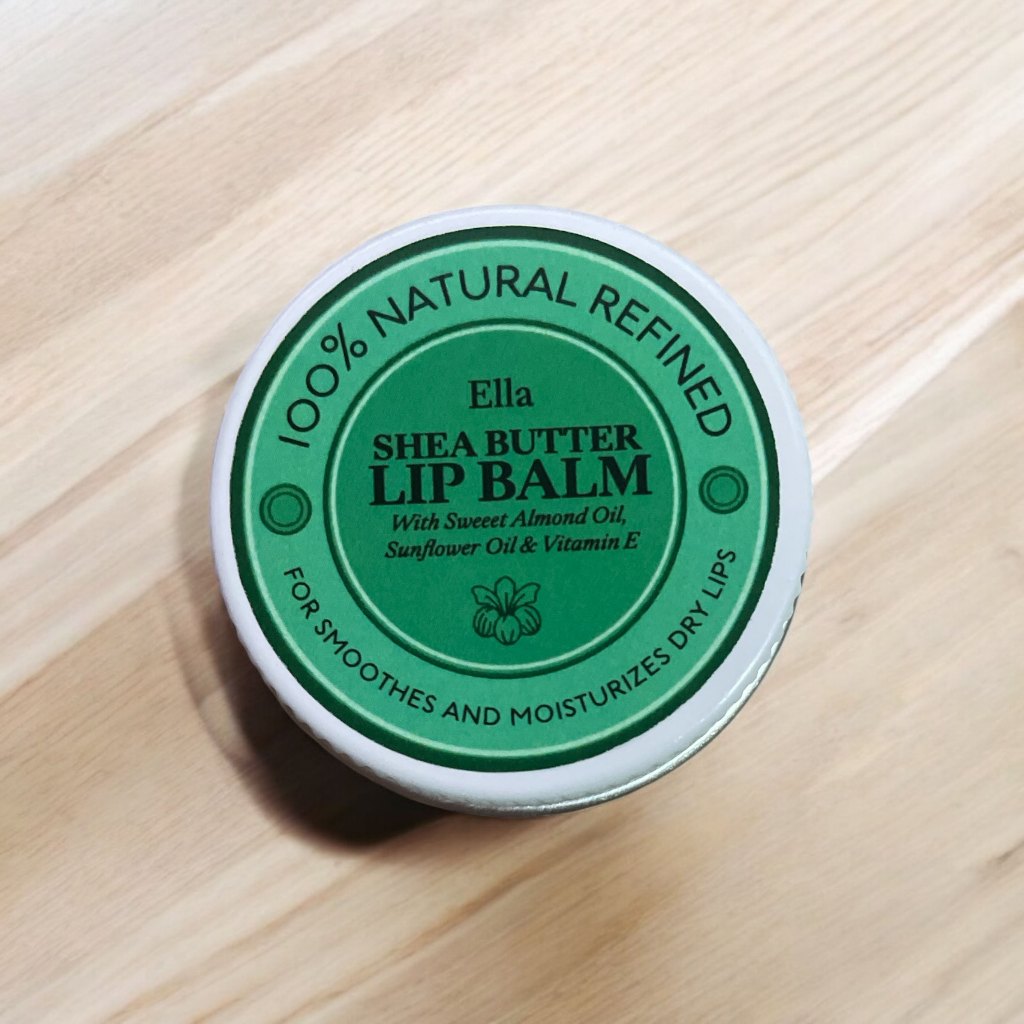 100% NATURAL REFINED
Ella
SHEA BUTTER
LIP BALM
With Sweeet Almond Oil,
Sunflower Oil & Vitamin E
FOR SMOOTHES AND MOISTURIZES DRY LIPS